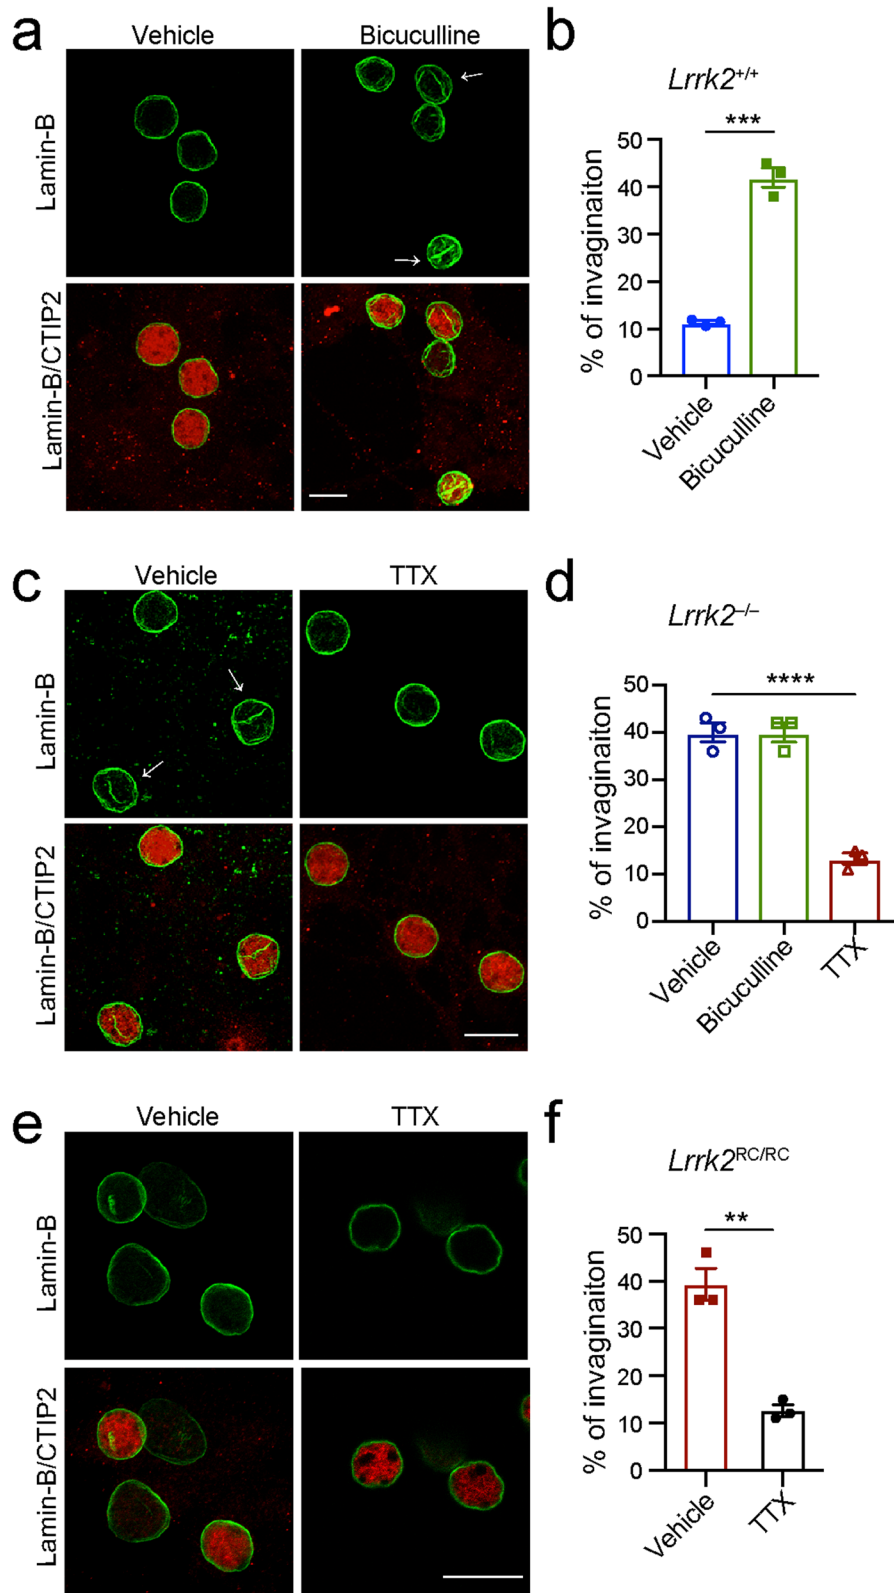 a
Vehicle
Bicuculline
Lamin-B
Lamin-B/CTIP2
b
Lrrk2+/+
***
% of invaginaiton
50
40
30
20
10
0
Vehicle
Bicuculline
c
Vehicle
TTX
Lamin-B
Lamin-B/CTIP2
d
Lrrk2–/–
****
% of invaginaiton
50
40
30
20
10
0
Vehicle
Bicuculline
TTX
e
Vehicle
TTX
Lamin-B
Lamin-B/CTIP2
f
Lrrk2RC/RC
**
% of invaginaiton
50
40
30
20
10
0
Vehicle
TTX